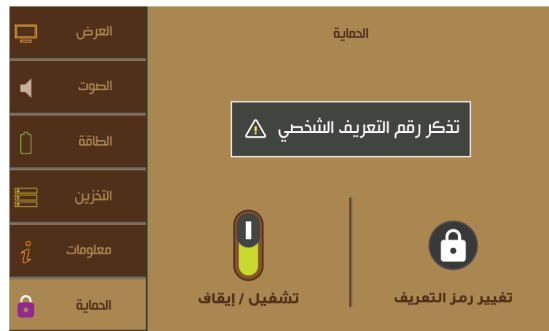 الحماية
العرض
الصوت
الطاقة
التخزين
معلومات
الحماية
تذكر رقم التعريف الشخصي
تغيير رمز التعريف
تشغيل / إيقاف